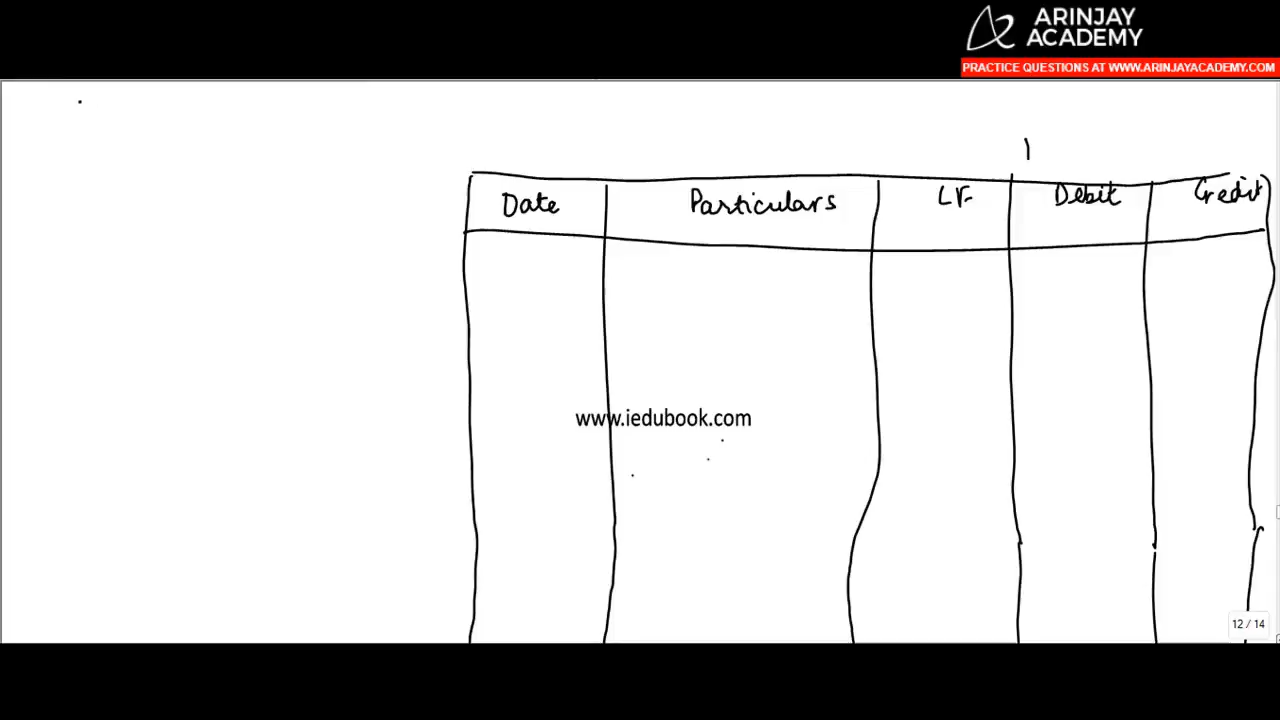 ARINJAY
ACADEMY
PRACTICE QUESTIONS AT WWW.ARINJAYACADEMY.COM
Date Particulars LF Debit Credit
www.iedubook.com
12 / 14